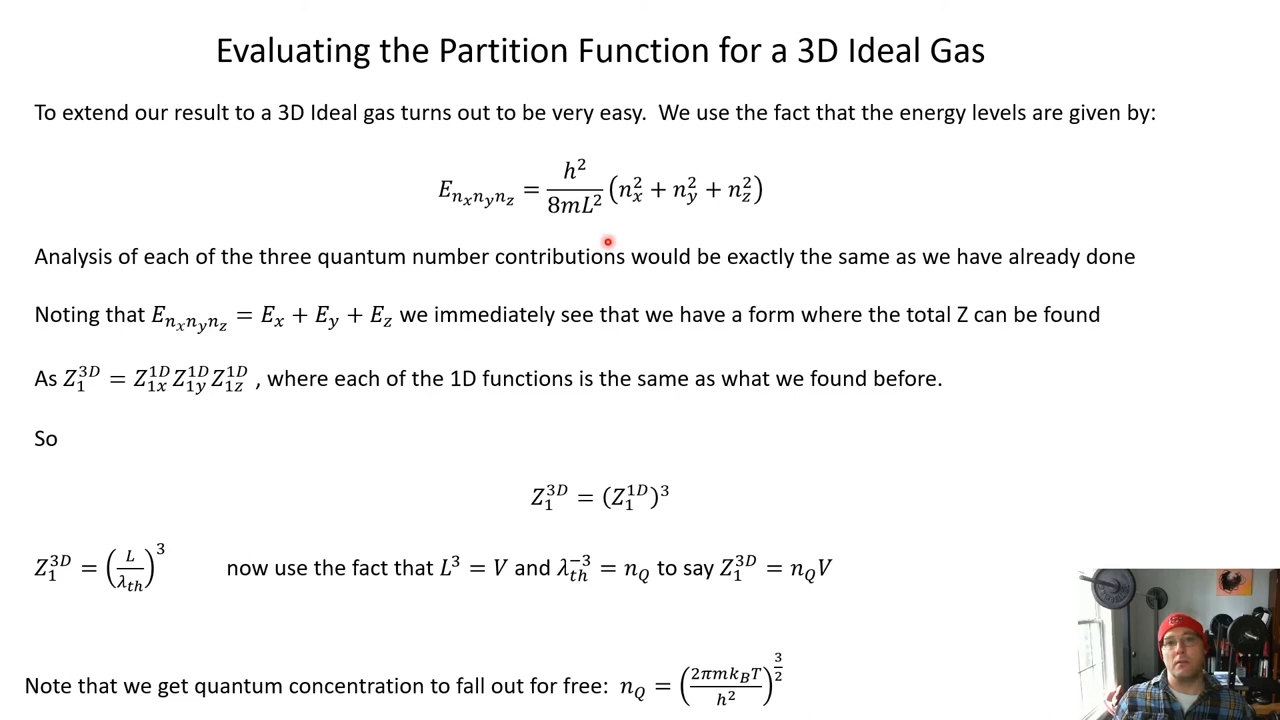 Evaluating the Partition Function for a 3D Ideal Gas
To extend our result to a 3D Ideal gas turns out to be very easy.  We use the fact that the energy levels are given by:
$E_{n_x n_y n_z} = \frac{h^2}{8mL^2}(n_x^2 + n_y^2 + n_z^2)$
Analysis of each of the three quantum number contributions would be exactly the same as we have already done
Noting that $E_{n_x n_y n_z} = E_x + E_y + E_z$ we immediately see that we have a form where the total Z can be found
As $Z_1^{3D} = Z_{1x}^{1D} Z_{1y}^{1D} Z_{1z}^{1D}$ , where each of the 1D functions is the same as what we found before.
So
$Z_1^{3D} = (Z_1^{1D})^3$
$Z_1^{3D} = \left(\frac{L}{\lambda_{th}}\right)^3$ now use the fact that $L^3 = V$ and $\lambda_{th}^{-3} = n_Q$ to say $Z_1^{3D} = n_Q V$
Note that we get quantum concentration to fall out for free: $n_Q = \left(\frac{2\pi m k_B T}{h^2}\right)^{\frac{3}{2}}$